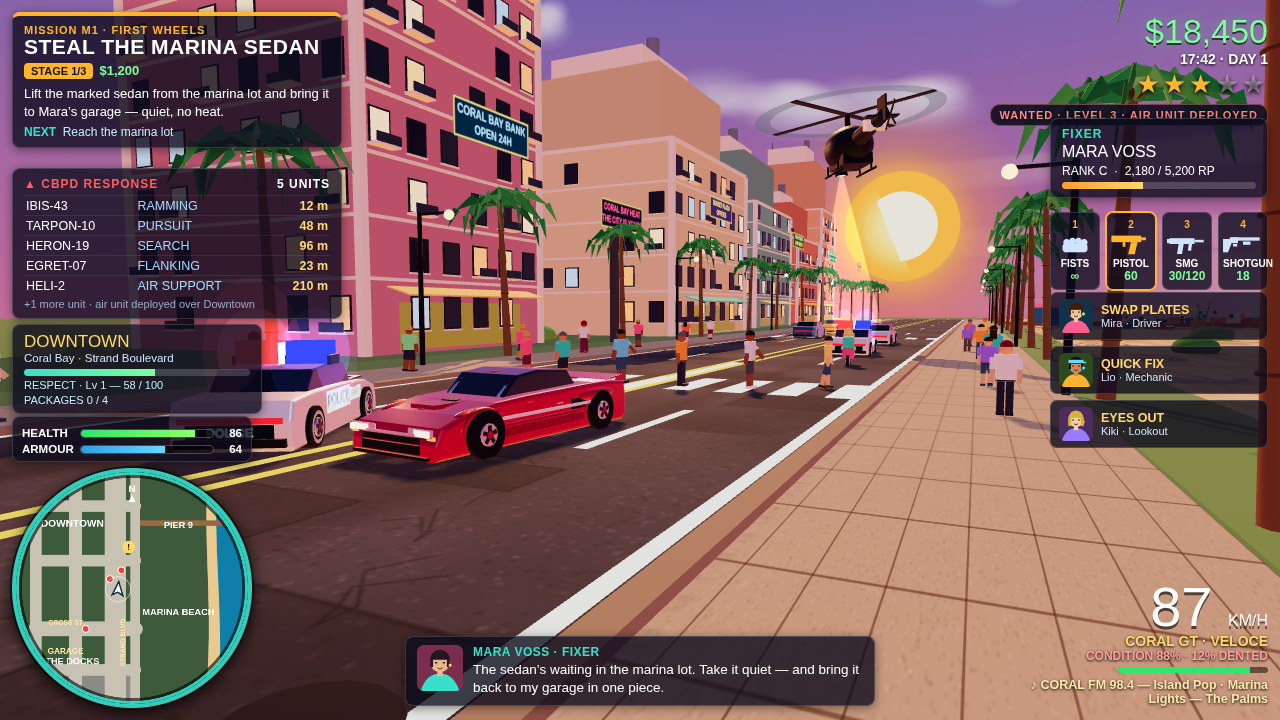 MISSION M1 · FIRST WHEELS
STEAL THE MARINA SEDAN
STAGE 1/3 $1,200
Lift the marked sedan from the marina lot and bring it
to Mara's garage — quiet, no heat.
NEXT Reach the marina lot
▲ CBPD RESPONSE 5 UNITS
IBIS-43 RAMMING 12 m
TARPON-10 PURSUIT 48 m
HERON-19 SEARCH 96 m
EGRET-07 FLANKING 23 m
HELI-2 AIR SUPPORT 210 m
+1 more unit · air unit deployed over Downtown
DOWNTOWN
Coral Bay · Strand Boulevard
RESPECT · Lv 1 — 58 / 100
PACKAGES 0 / 4
HEALTH 86
ARMOUR 64
N
DOWNTOWN
PIER 9
!
MARINA BEACH
CROSS ST
STRAND BLVD
GARAGE
THE DOCKS
CORAL BAY BANK
OPEN 24H
CORAL BAY HEAT
POLICE
POLICE
$18,450
17:42 · DAY 1
★★★★★
WANTED · LEVEL 3 · AIR UNIT DEPLOYED
FIXER
MARA VOSS
RANK C · 2,180 / 5,200 RP
1 2 3 4
FISTS PISTOL SMG SHOTGUN
∞ 60 30/120 18
SWAP PLATES
Mira · Driver
QUICK FIX
Lio · Mechanic
EYES OUT
Kiki · Lookout
MARA VOSS · FIXER
The sedan's waiting in the marina lot. Take it quiet — and bring it
back to my garage in one piece.
87 KM/H
CORAL GT · VELOCE
CONDITION 88% · 12% DENTED
♪ CORAL FM 98.4 — Island Pop · Marina
Lights — The Palms